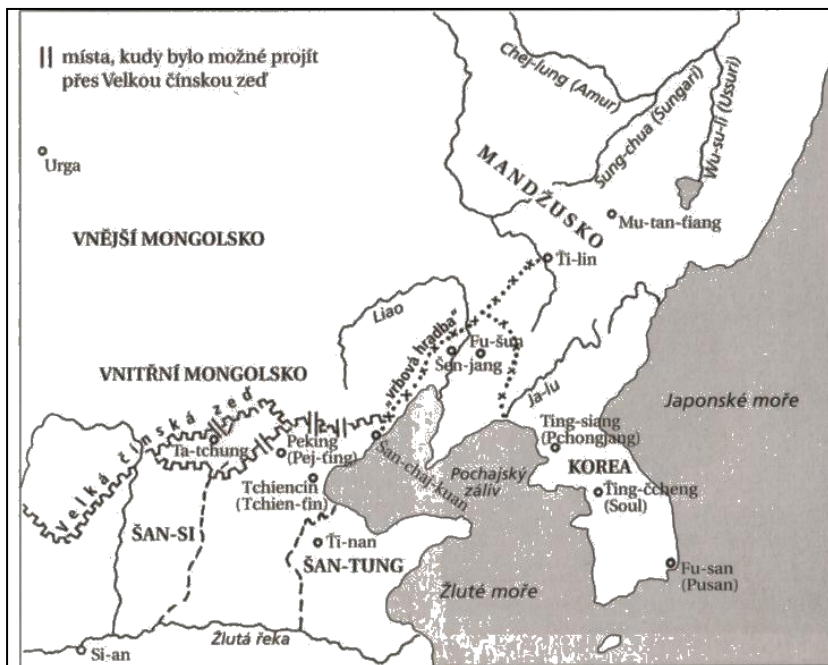 místa, kudy bylo možné projít
přes Velkou čínskou zeď
Chej-lung (Amur)
Sung-chua (Sungari)
Wu-su-li (Ussuri)
Urga
MANDŽUSKO
Mu-tan-ťiang
VNĚJŠÍ MONGOLSKO
Ťi-lin
Liao
„vrbová hradba“
Fu-šun
Šen-jang
VNITŘNÍ MONGOLSKO
Ja-lu
Japonské moře
Velká čínská zeď
Ta-tchung
Peking
(Pej-ťing)
San-chaj-kuan
Ťing-siang
(Pchongjang)
Pochajský
záliv
KOREA
Tchiencin
(Tchien-ťin)
Ťing-čcheng
(Soul)
ŠAN-SI
Ťi-nan
ŠAN-TUNG
Fu-san
(Pusan)
Žluté moře
Žlutá řeka
Si-an